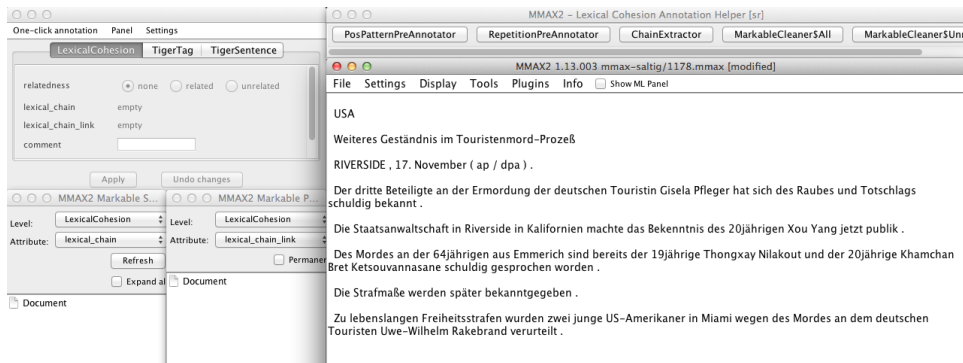 One-click annotation Panel Settings
LexicalCohesion TigerTag TigerSentence
relatedness none related unrelated
lexical_chain empty
lexical_chain_link empty
comment
Apply Undo changes
MMAX2 Markable S...
Level: LexicalCohesion
Attribute: lexical_chain
Refresh
Expand al
Document
MMAX2 Markable P...
Level: LexicalCohesion
Attribute: lexical_chain_link
Permane
Document
MMAX2 – Lexical Cohesion Annotation Helper [sr]
PosPatternPreAnnotator RepetitionPreAnnotator ChainExtractor MarkableCleaner$All MarkableCleaner$Unr
MMAX2 1.13.003 mmax-saltig/1178.mmax [modified]
File Settings Display Tools Plugins Info Show ML Panel
USA
Weiteres Geständnis im Touristenmord-Prozeß
RIVERSIDE , 17. November ( ap / dpa ) .
Der dritte Beteiligte an der Ermordung der deutschen Touristin Gisela Pfleger hat sich des Raubes und Totschlags
schuldig bekannt .
Die Staatsanwaltschaft in Riverside in Kalifornien machte das Bekenntnis des 20jährigen Xou Yang jetzt publik .
Des Mordes an der 64jährigen aus Emmerich sind bereits der 19jährige Thongxay Nilakout und der 20jährige Khamchan
Bret Ketsouvannasane schuldig gesprochen worden .
Die Strafmaße werden später bekanntgegeben .
Zu lebenslangen Freiheitsstrafen wurden zwei junge US-Amerikaner in Miami wegen des Mordes an dem deutschen
Touristen Uwe-Wilhelm Rakebrand verurteilt .